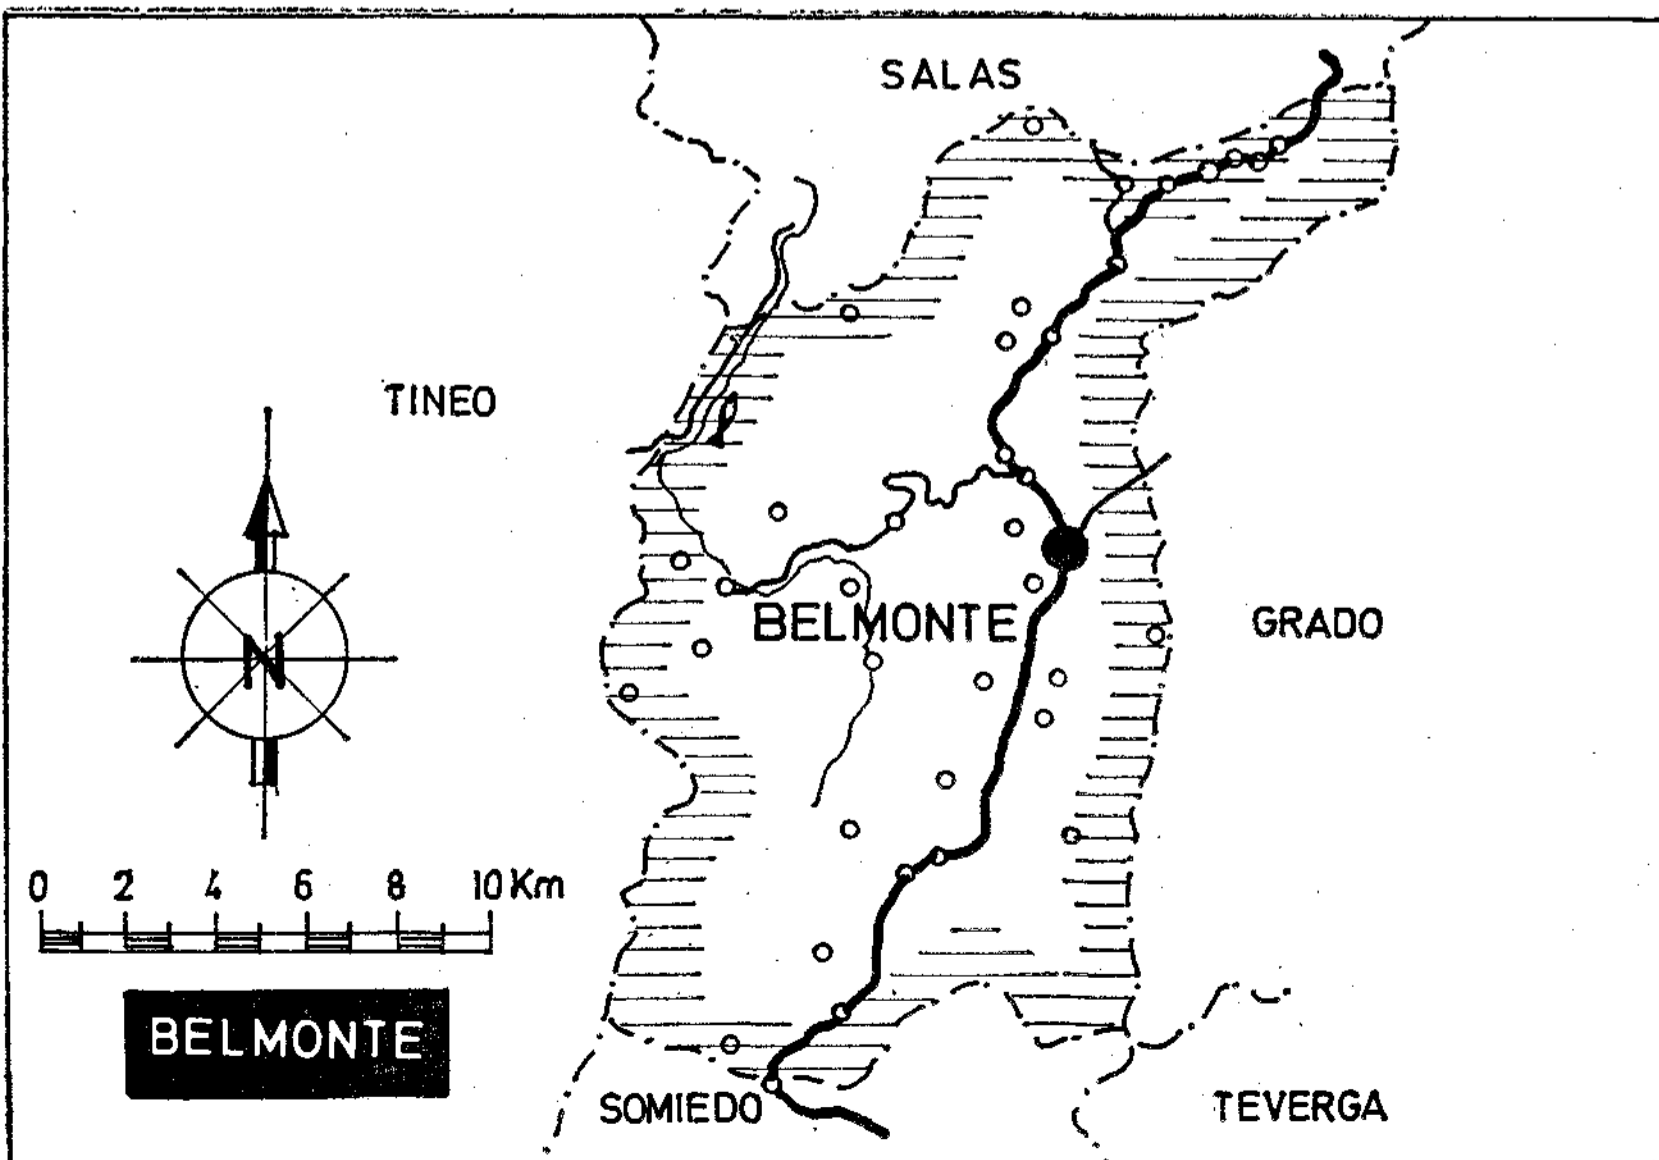 SALAS
TINEO
N
BELMONTE
GRADO
0 2 4 6 8 10 Km
BELMONTE
SOMIEDO
TEVERGA